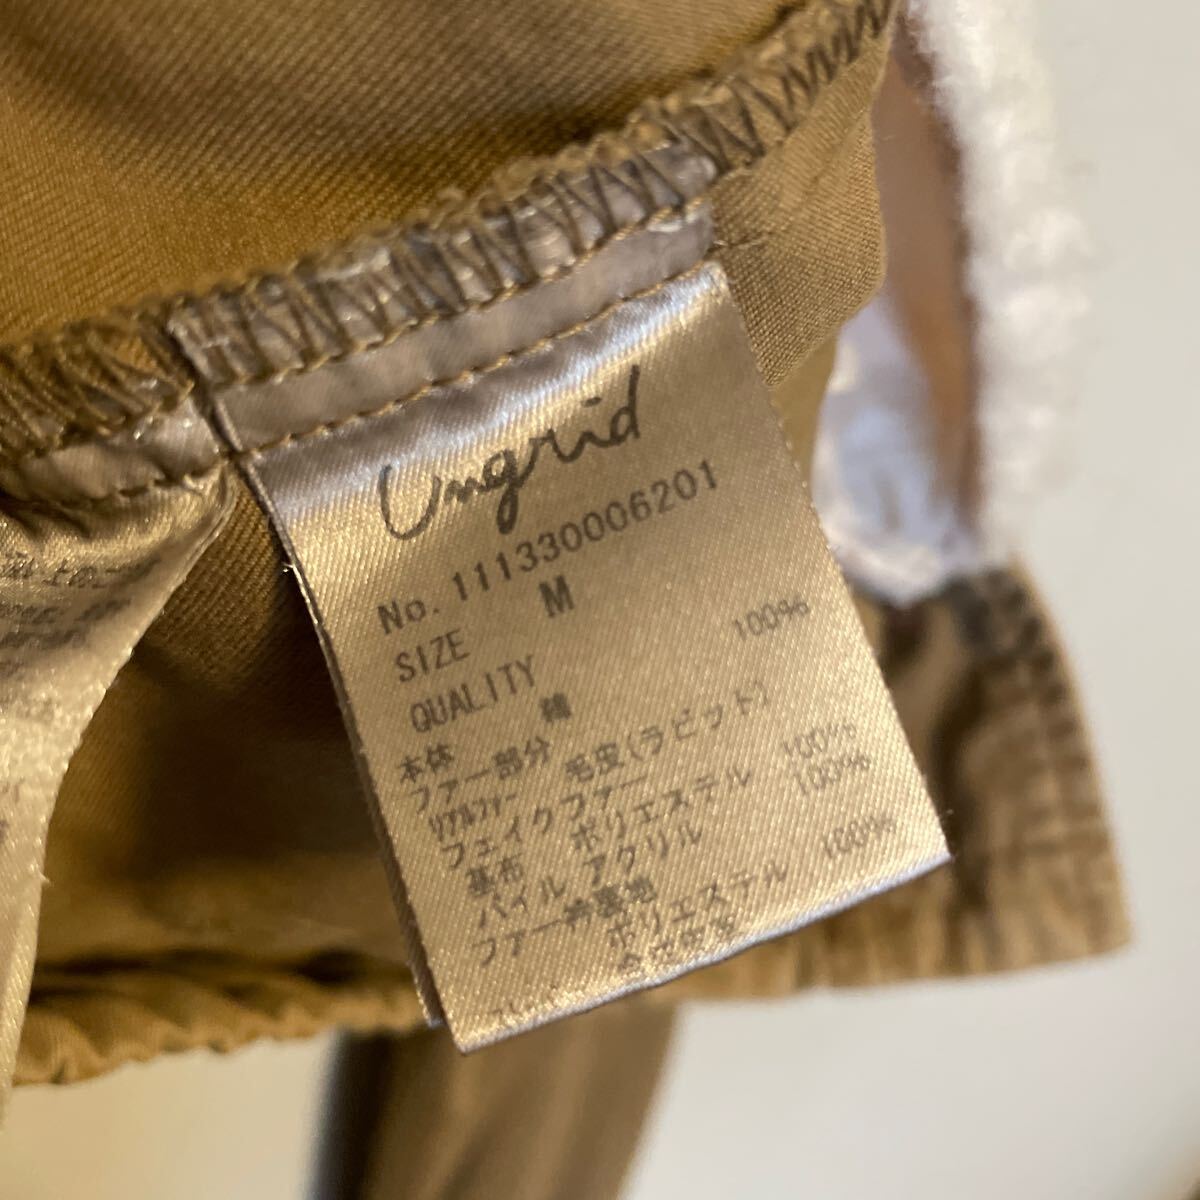 Ungrid
No. 111330006201
SIZE M
QUALITY
本体 綿 100%
ファー部分
リアルファー 毛皮(ラビット)
フェイクファー
基布 ポリエステル 100%
パイル アクリル 100%
ファー衿裏地
ポリエステル 100%